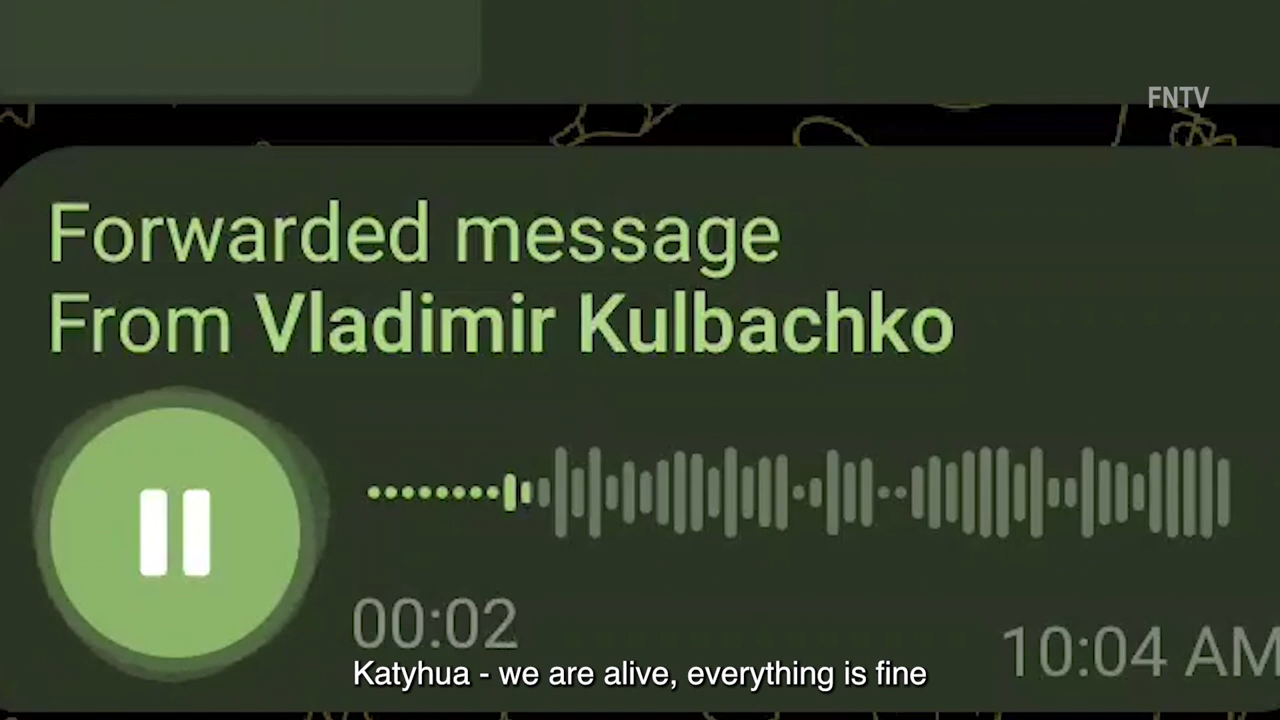 FNTV
Forwarded message
From Vladimir Kulbachko
00:02
10:04 AM
Katyhua - we are alive, everything is fine